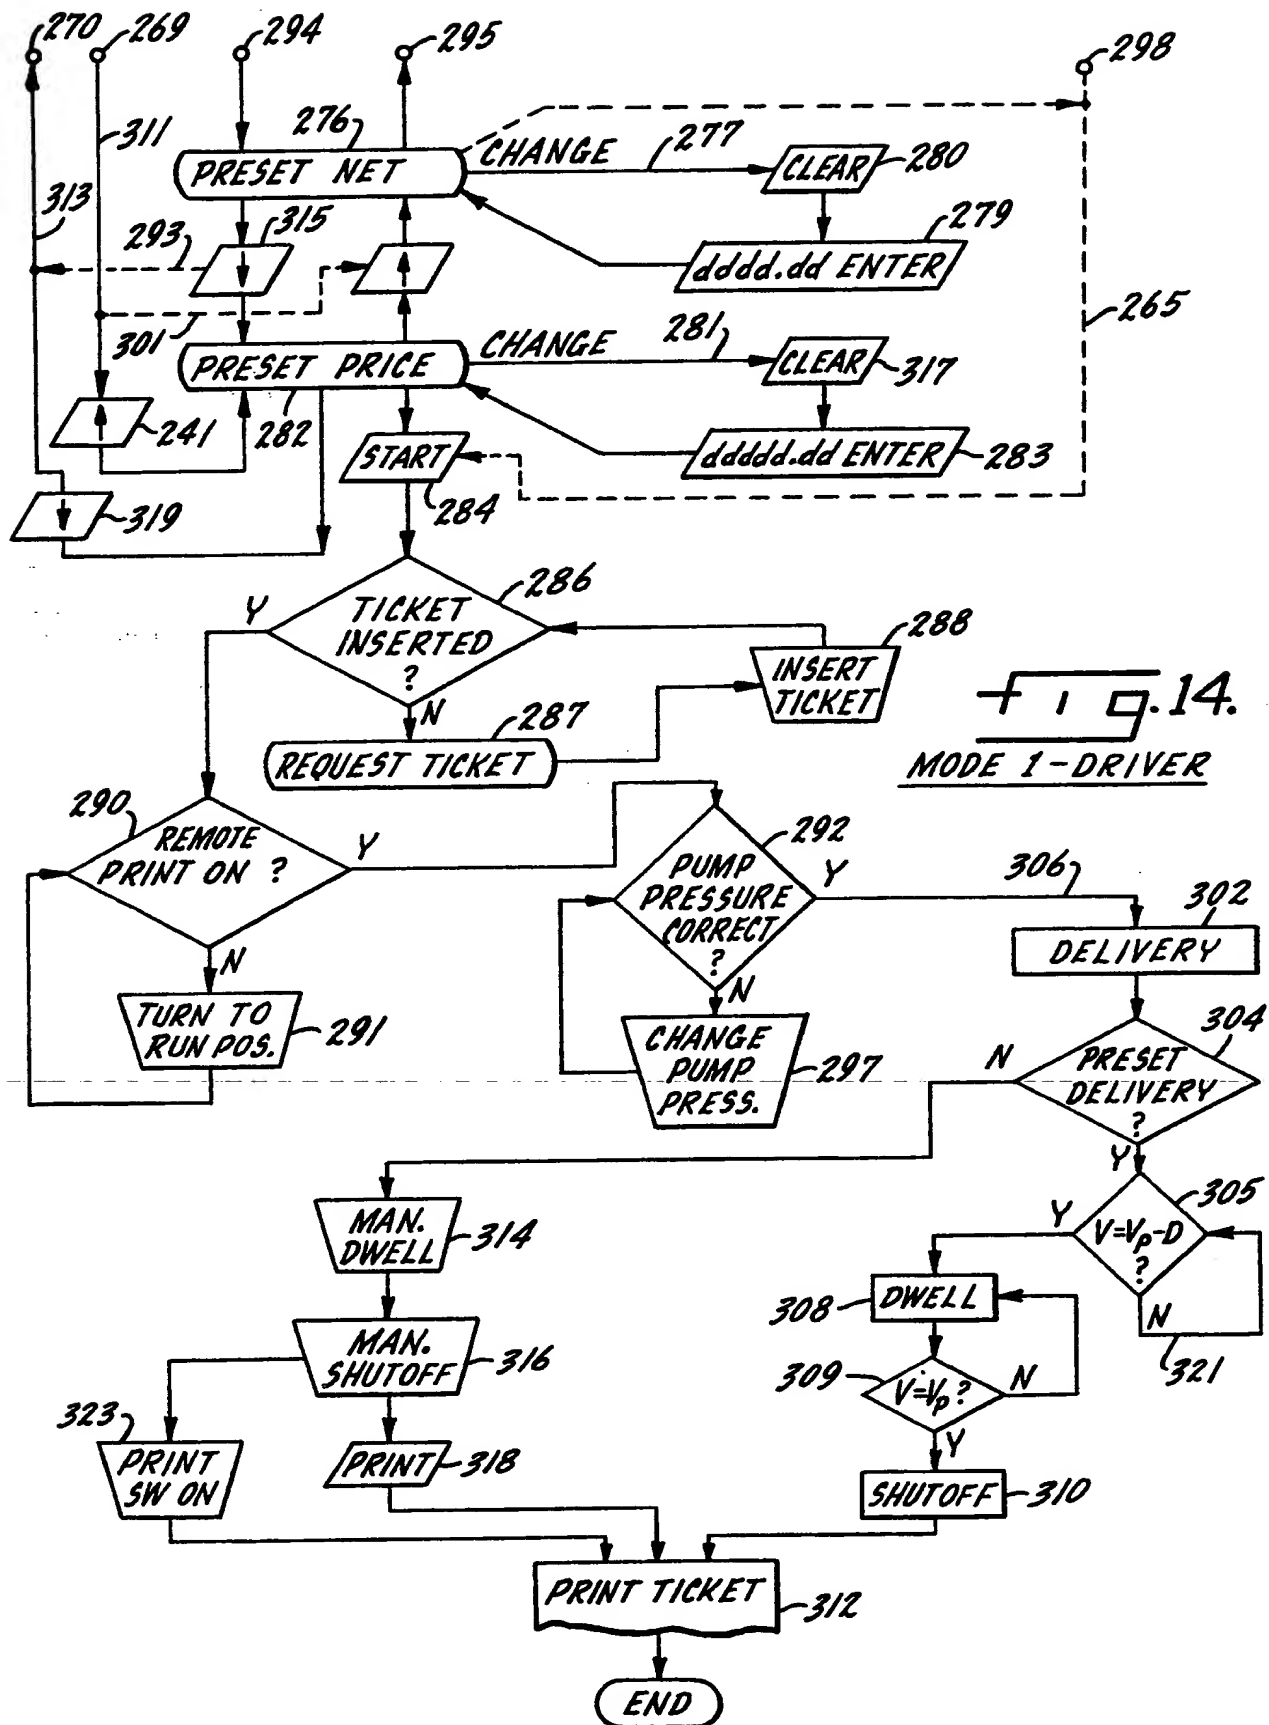 270 269 294 295 298
311 276
PRESET NET CHANGE 277 CLEAR 280
313 293 315 279
dddd.dd ENTER
301 265
281
PRESET PRICE CHANGE CLEAR 317
241 282
START ddddd.dd ENTER 283
319 284
286
Y TICKET
INSERTED
?
288
INSERT
TICKET
N 287
REQUEST TICKET
fig. 14.
MODE 1-DRIVER
290 REMOTE
PRINT ON ?
Y
292
PUMP
PRESSURE
CORRECT
?
Y
306 302
DELIVERY
N
TURN TO
RUN POS.
291
N
CHANGE
PUMP
PRESS.
297
304
N PRESET
DELIVERY
?
Y
305
Y V=Vp-D
?
N
321
MAN.
DWELL
314
308 DWELL
MAN.
SHUTOFF
316
309 V=Vp? N
Y
323
PRINT
SW ON
PRINT 318
SHUTOFF 310
PRINT TICKET 312
END